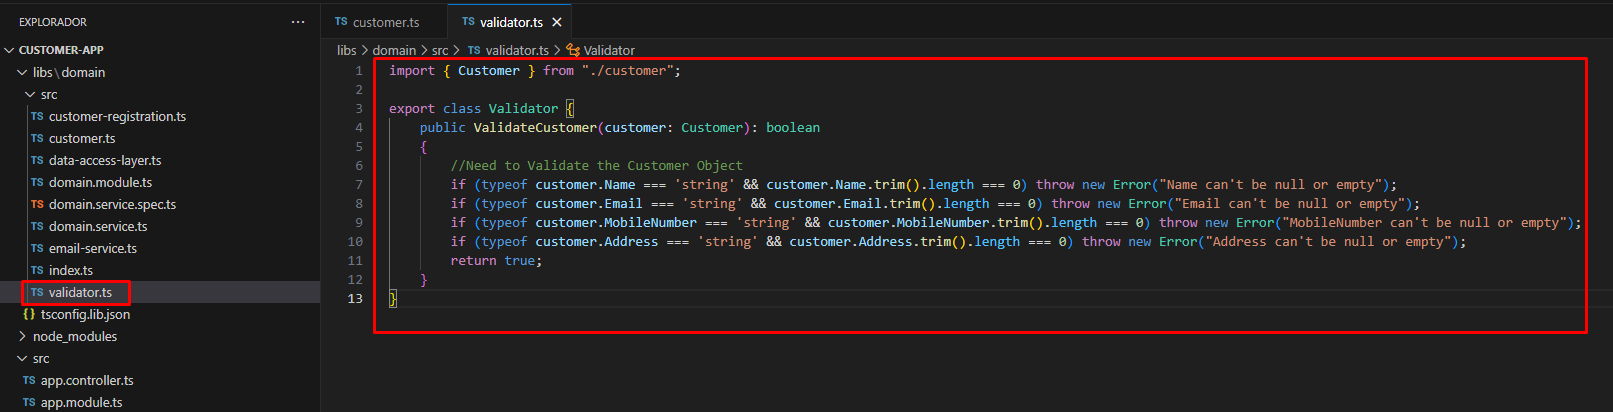 EXPLORADOR ...
CUSTOMER-APP
libs\domain
src
TS customer-registration.ts
TS customer.ts
TS data-access-layer.ts
TS domain.module.ts
TS domain.service.spec.ts
TS domain.service.ts
TS email-service.ts
TS index.ts
TS validator.ts
{} tsconfig.lib.json
node_modules
src
TS app.controller.ts
TS app.module.ts
TS customer.ts
TS validator.ts
libs > domain > src > TS validator.ts > Validator
1 import { Customer } from "./customer";
2
3 export class Validator {
4     public ValidateCustomer(customer: Customer): boolean
5     {
6         //Need to Validate the Customer Object
7         if (typeof customer.Name === 'string' && customer.Name.trim().length === 0) throw new Error("Name can't be null or empty");
8         if (typeof customer.Email === 'string' && customer.Email.trim().length === 0) throw new Error("Email can't be null or empty");
9         if (typeof customer.MobileNumber === 'string' && customer.MobileNumber.trim().length === 0) throw new Error("MobileNumber can't be null or empty");
10         if (typeof customer.Address === 'string' && customer.Address.trim().length === 0) throw new Error("Address can't be null or empty");
11         return true;
12     }
13 }